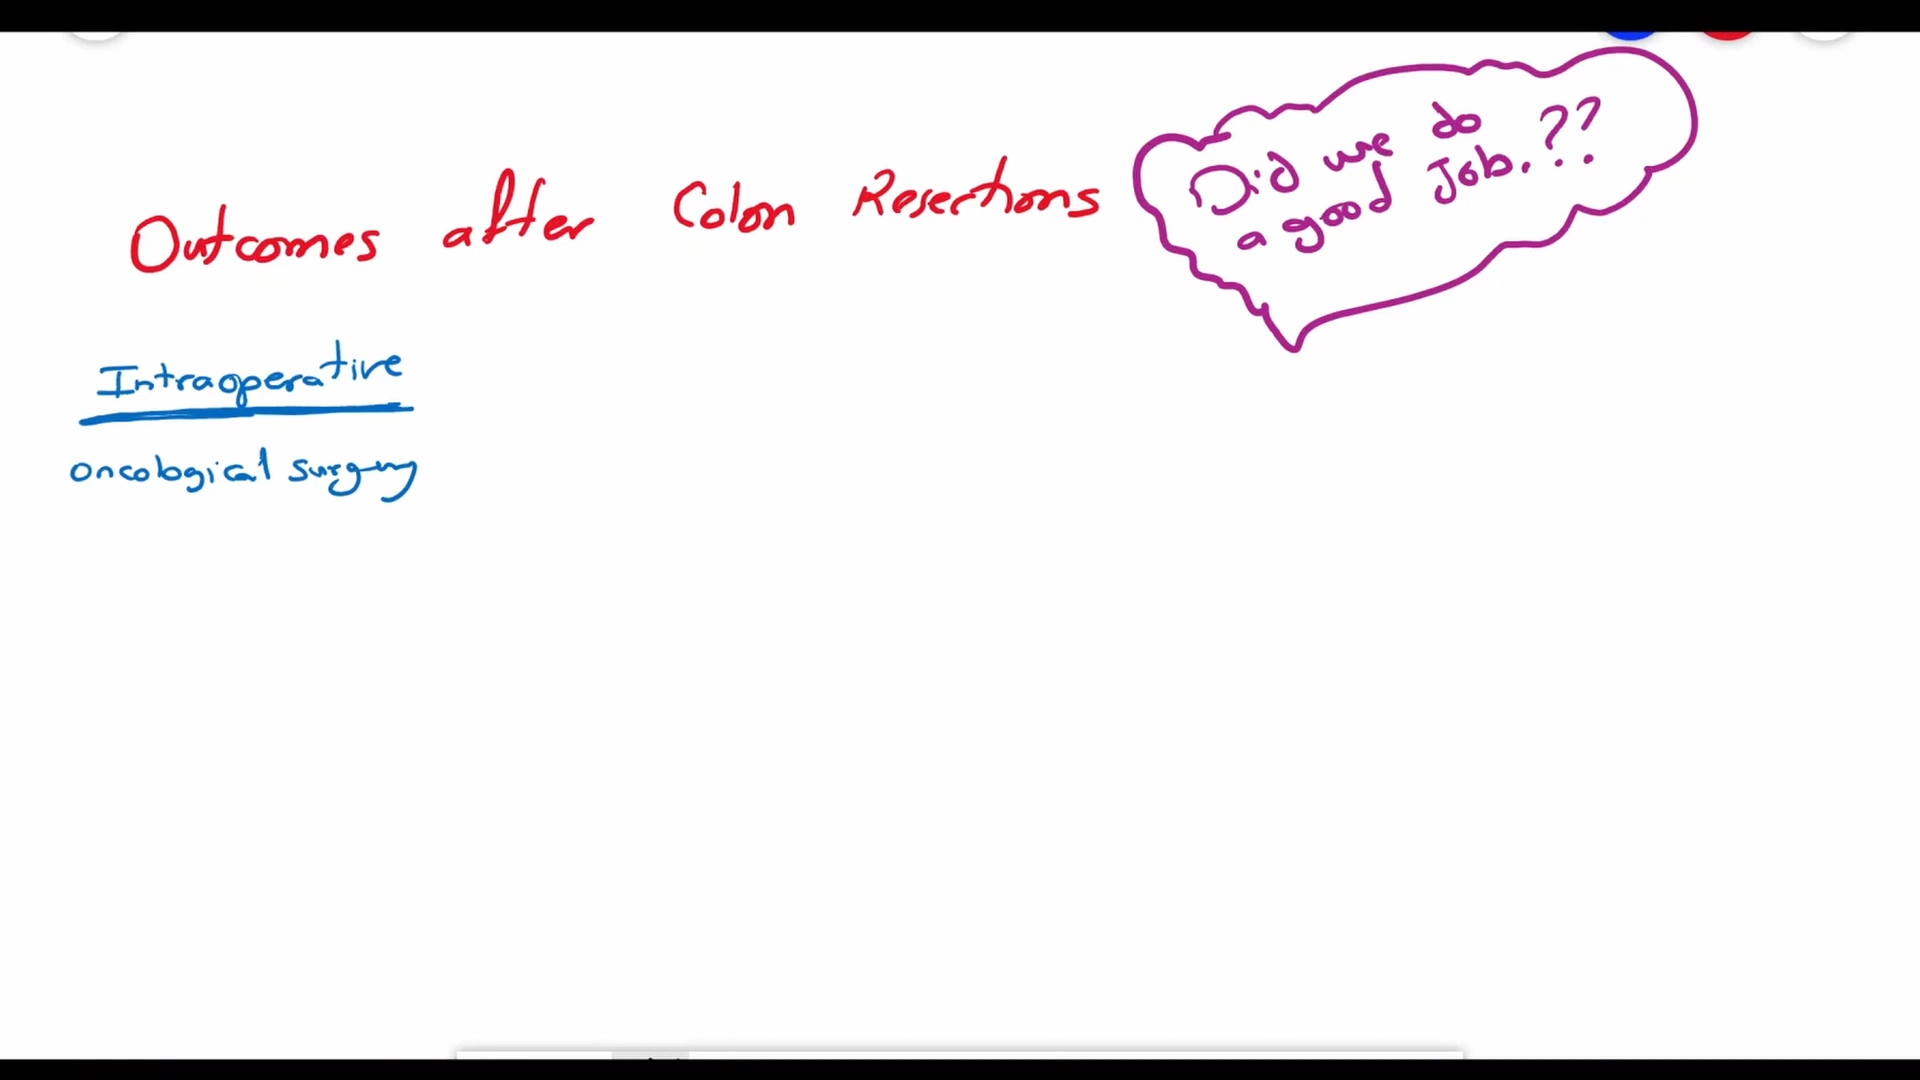 Outcomes after Colon Resections
Did we do
a good Job.??
Intraoperative
oncological surgery